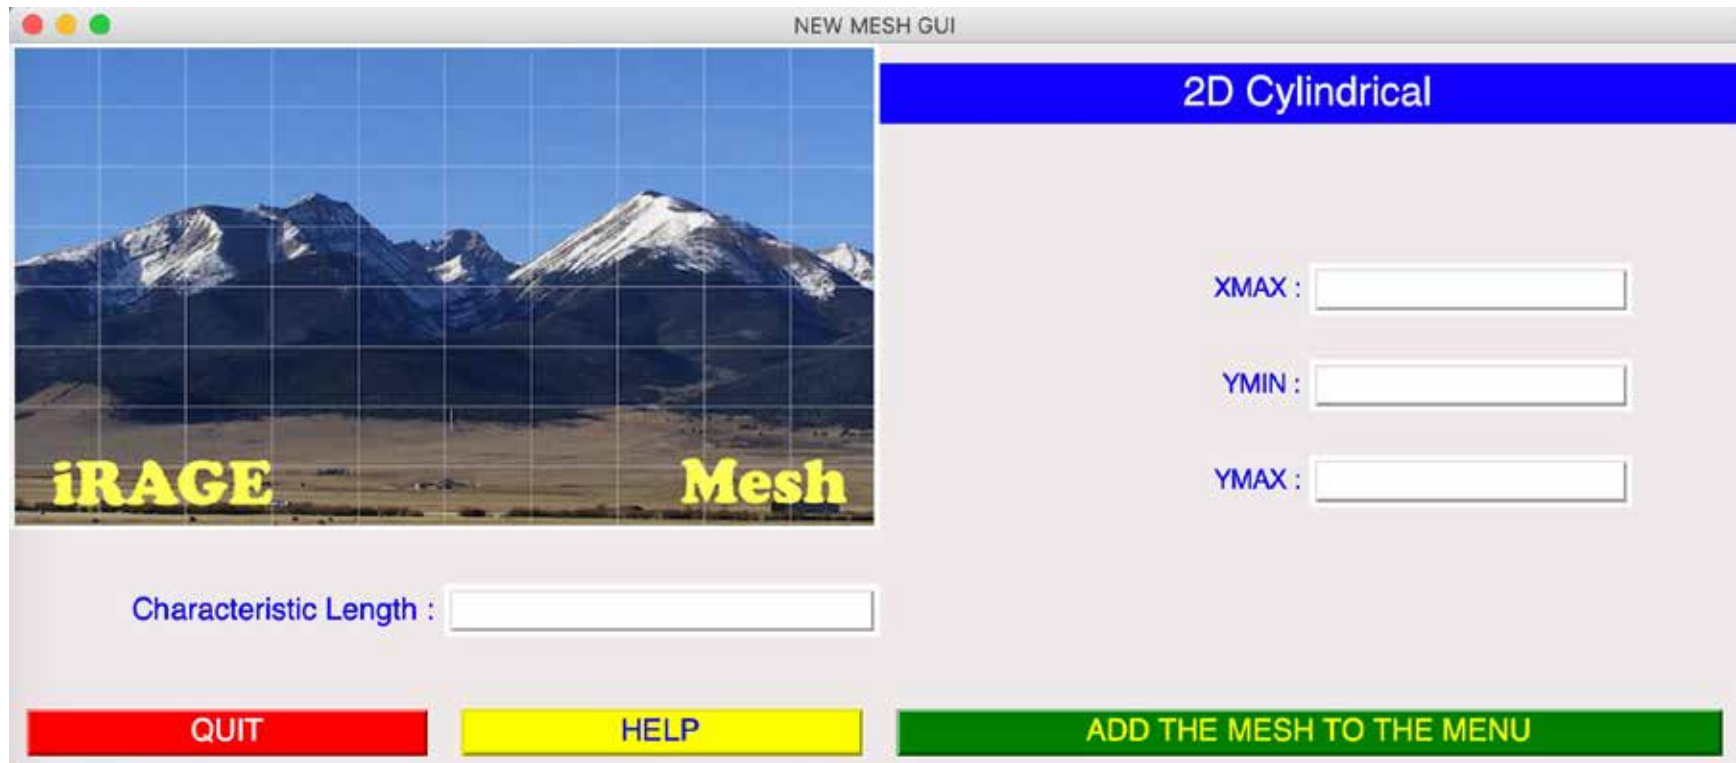 NEW MESH GUI
2D Cylindrical
iRAGE Mesh
XMAX :
YMIN :
YMAX :
Characteristic Length :
QUIT
HELP
ADD THE MESH TO THE MENU